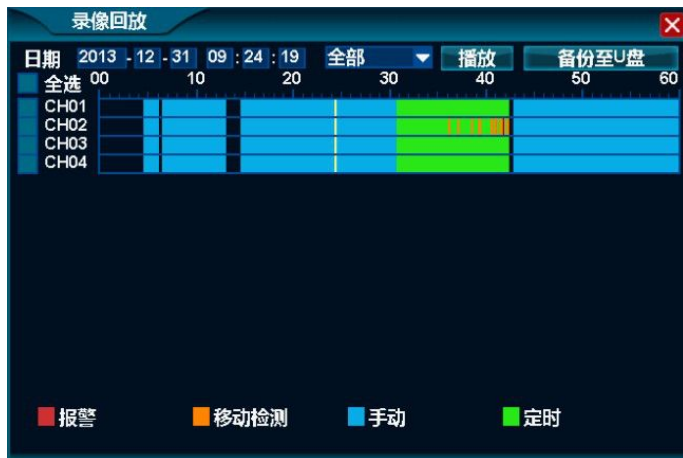 录像回放
日期 2013 - 12 - 31 09 : 24 : 19 全部 播放 备份至U盘
全选 00 10 20 30 40 50 60
CH01
CH02
CH03
CH04
报警 移动检测 手动 定时